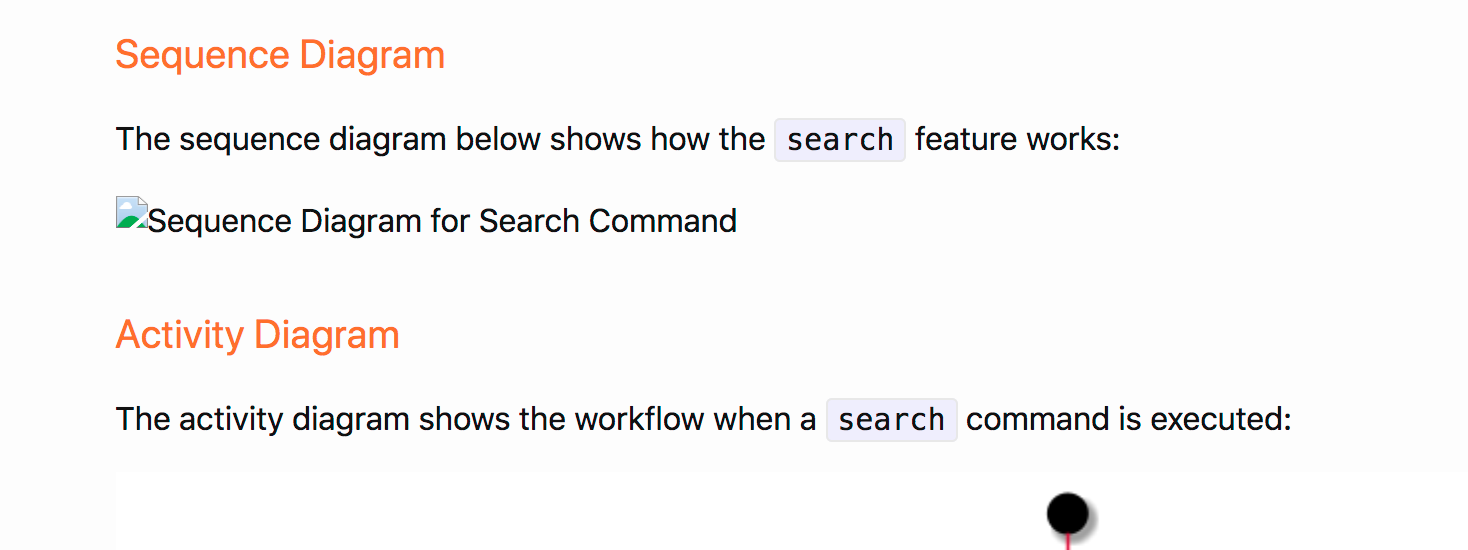 Sequence Diagram
The sequence diagram below shows how the search feature works:
Sequence Diagram for Search Command
Activity Diagram
The activity diagram shows the workflow when a search command is executed: